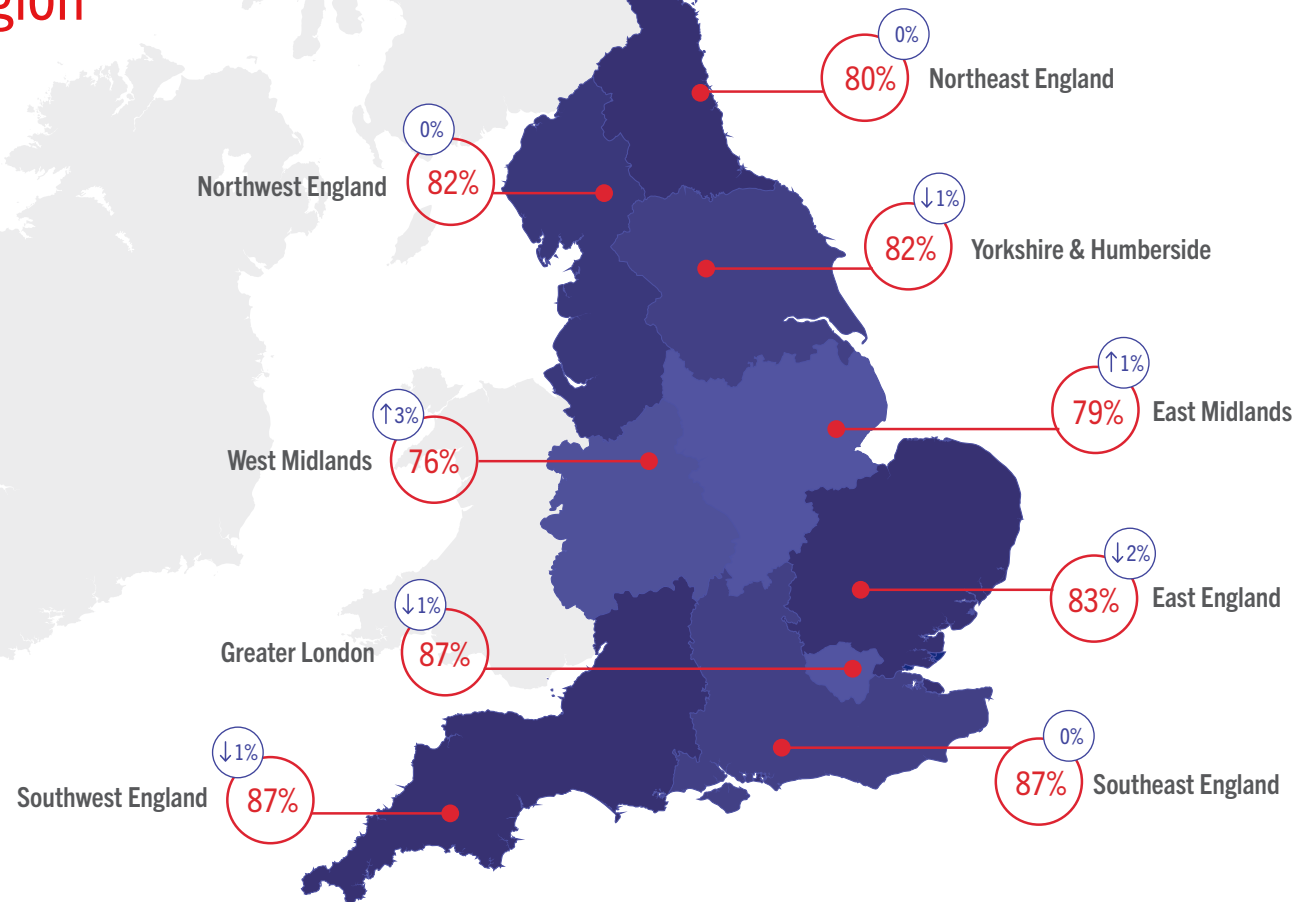 0%
80%
Northeast England
0%
82%
Northwest England
↓1%
82%
Yorkshire & Humberside
↑1%
79%
East Midlands
↑3%
76%
West Midlands
↓2%
83%
East England
↓1%
87%
Greater London
0%
87%
Southeast England
↓1%
87%
Southwest England